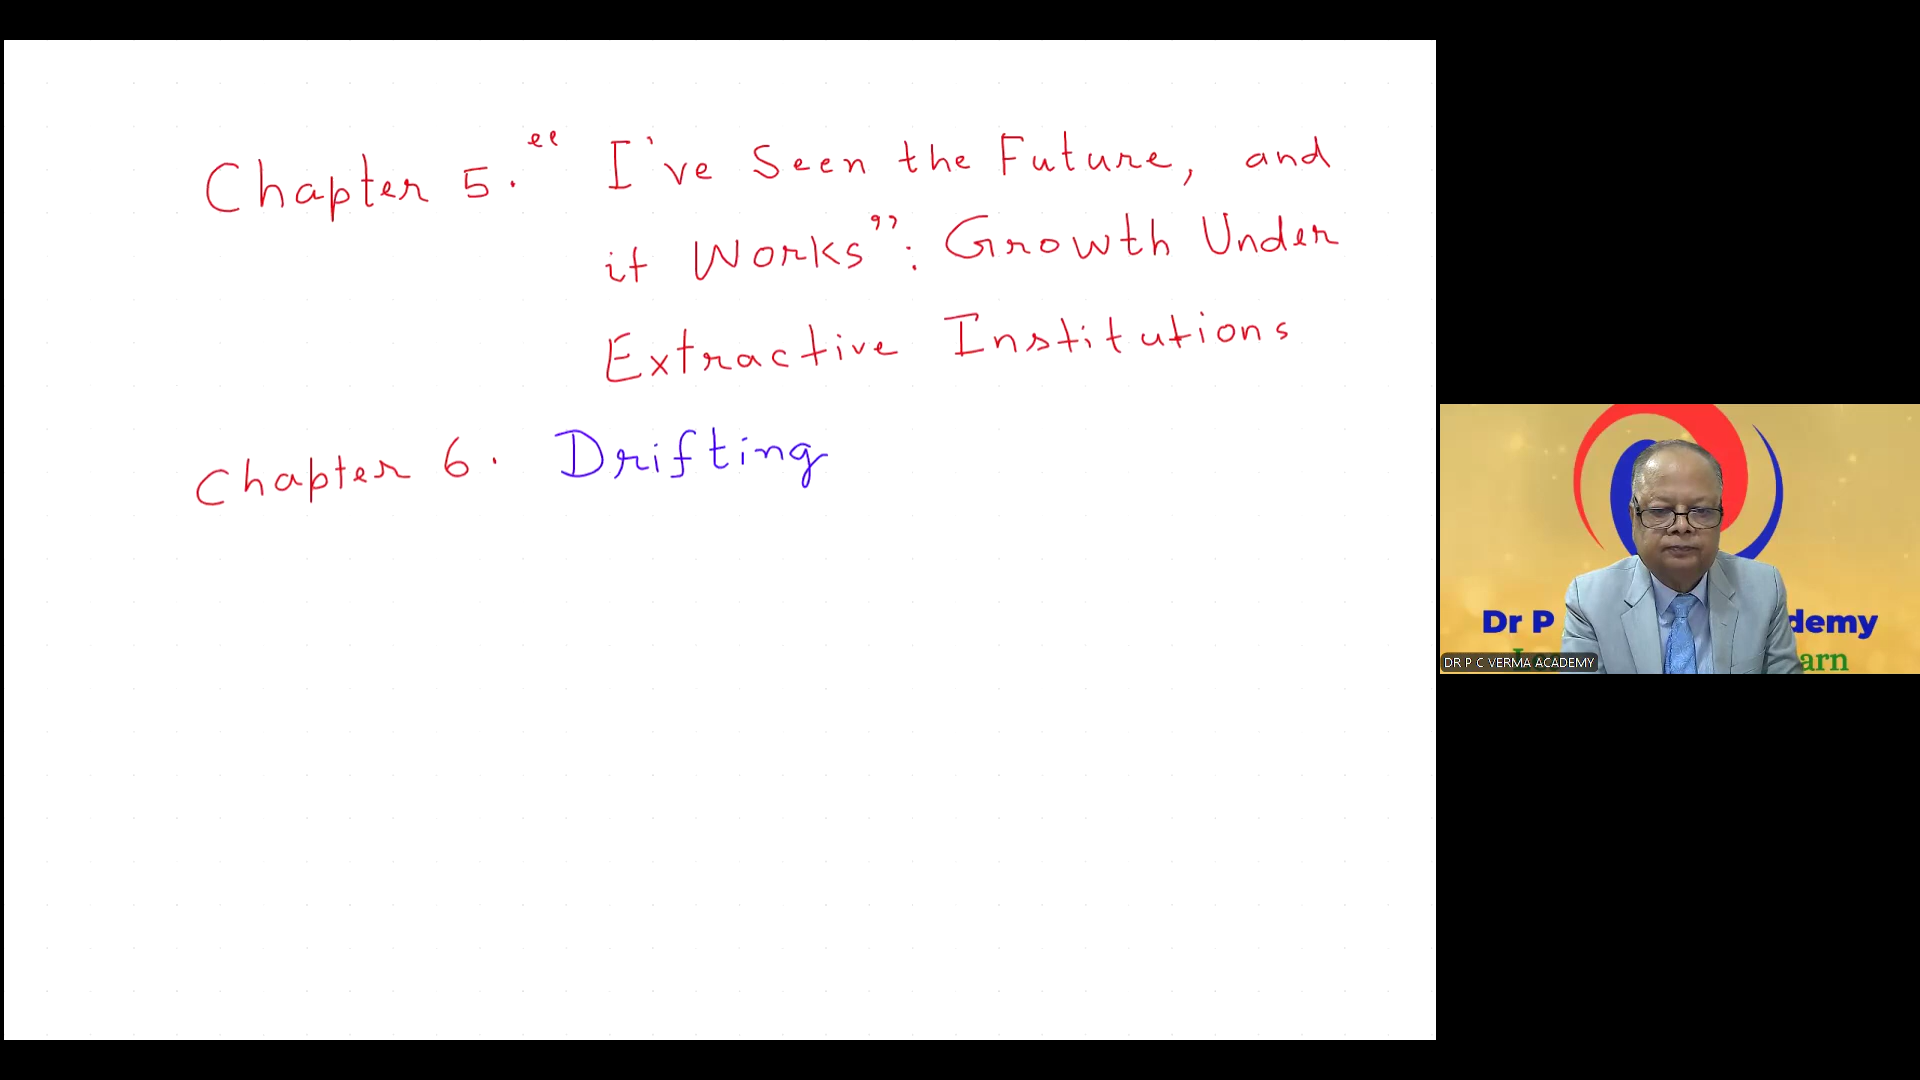 Chapter 5. “ I've Seen the Future, and
it Works”: Growth Under
Extractive Institutions
Chapter 6. Drifting
Dr P demy
DR P C VERMA ACADEMY
arn